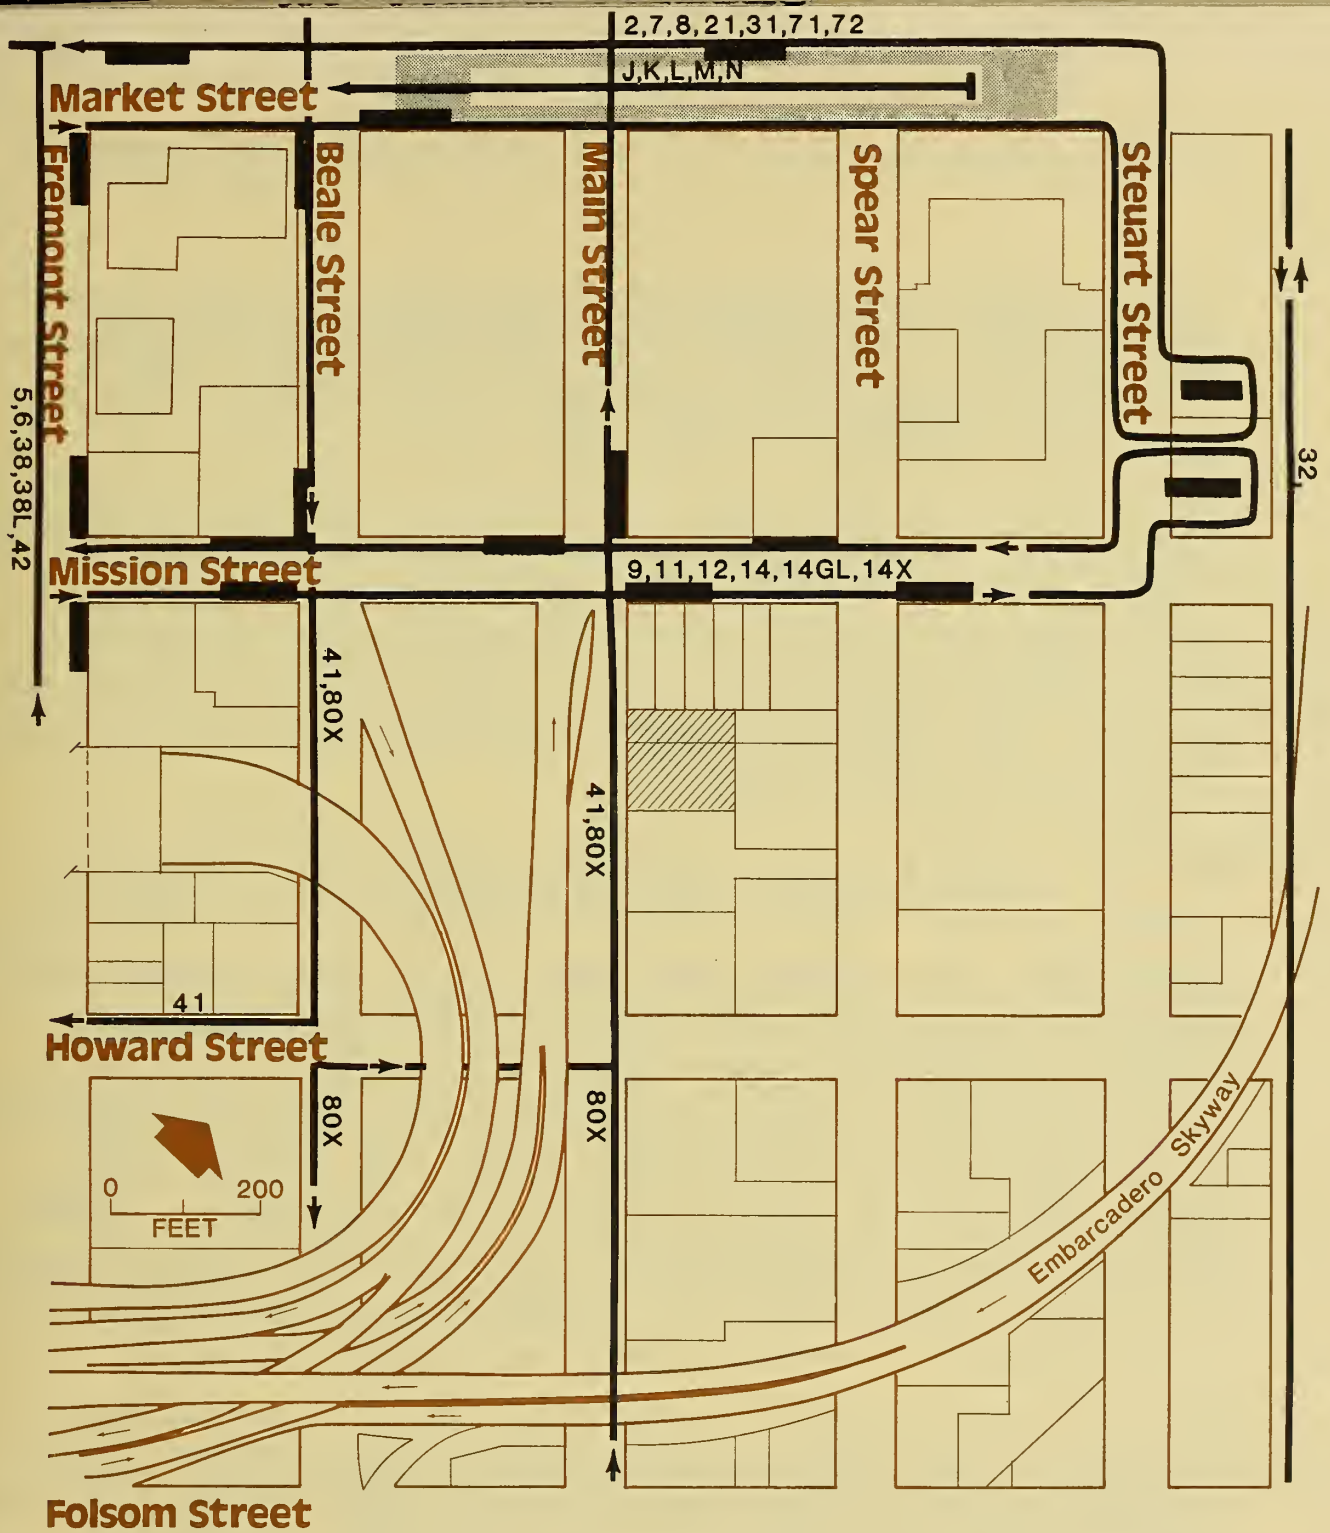 2,7,8,21,31,71,72
J,K,L,M,N
Market Street
Fremont Street
Beale Street
Main Street
Spear Street
Steuart Street
5,6,38,38L,42
32,
Mission Street
9,11,12,14,14GL,14X
41,80X
41,80X
41
Howard Street
80X
80X
0 200
FEET
Embarcadero Skyway
Folsom Street